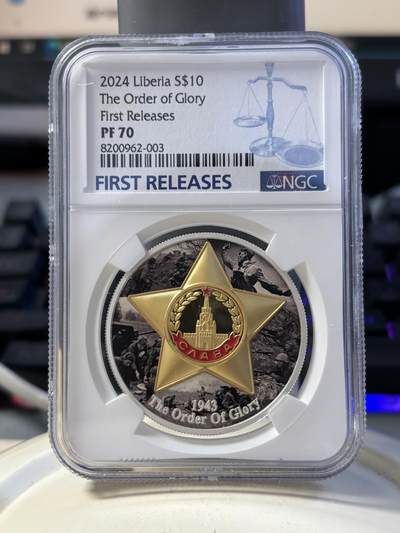 2024 Liberia S$10
The Order of Glory
First Releases
PF 70
8200962-003
FIRST RELEASES
NGC
СЛАВА
1943
The Order Of Glory